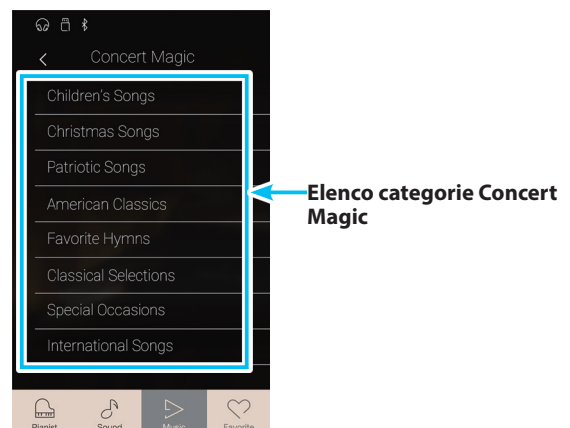 Concert Magic
Children's Songs
Christmas Songs
Patriotic Songs
American Classics
Elenco categorie Concert
Magic
Favorite Hymns
Classical Selections
Special Occasions
International Songs
Pianist Sound Music Favorite